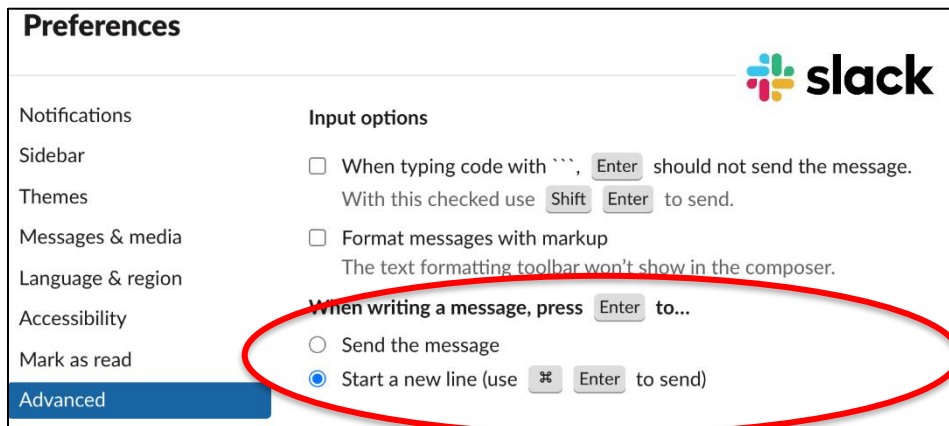 Preferences
slack
Notifications
Sidebar
Themes
Messages & media
Language & region
Accessibility
Mark as read
Advanced
Input options
When typing code with ```, Enter should not send the message.
With this checked use Shift Enter to send.
Format messages with markup
The text formatting toolbar won't show in the composer.
When writing a message, press Enter to...
Send the message
Start a new line (use ⌘ Enter to send)